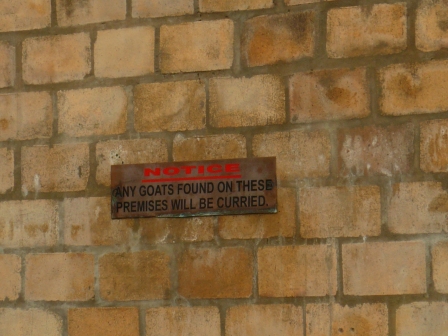 NOTICE
ANY GOATS FOUND ON THESE
PREMISES WILL BE CURRIED.